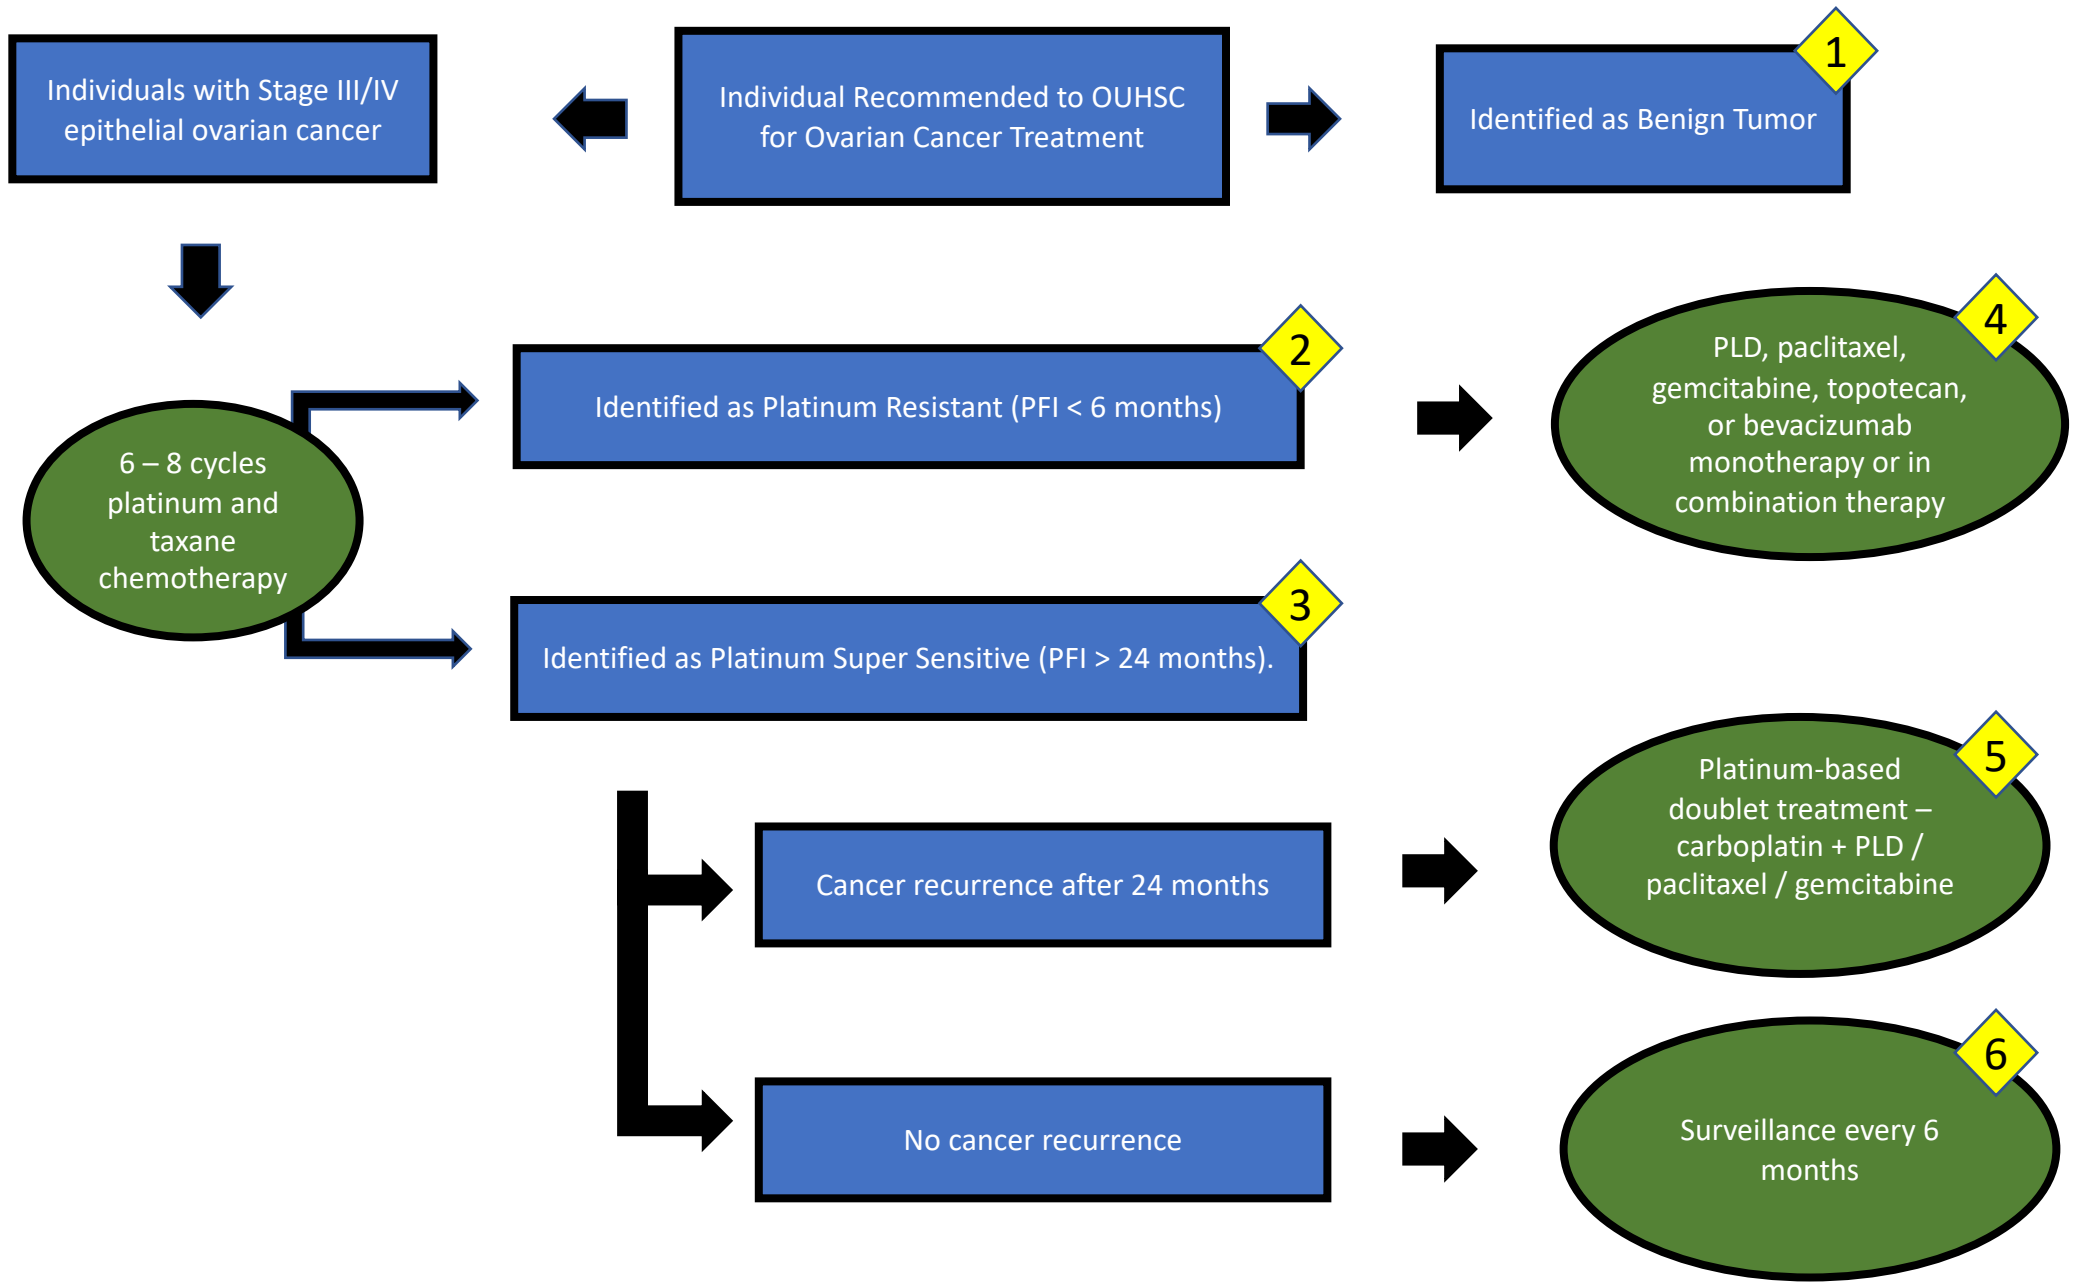 Individuals with Stage III/IV
epithelial ovarian cancer
Individual Recommended to OUHSC
for Ovarian Cancer Treatment
1
Identified as Benign Tumor
2
Identified as Platinum Resistant (PFI < 6 months)
4
PLD, paclitaxel,
gemcitabine, topotecan,
or bevacizumab
monotherapy or in
combination therapy
6 – 8 cycles
platinum and
taxane
chemotherapy
3
Identified as Platinum Super Sensitive (PFI > 24 months).
Cancer recurrence after 24 months
5
Platinum-based
doublet treatment –
carboplatin + PLD /
paclitaxel / gemcitabine
No cancer recurrence
6
Surveillance every 6
months